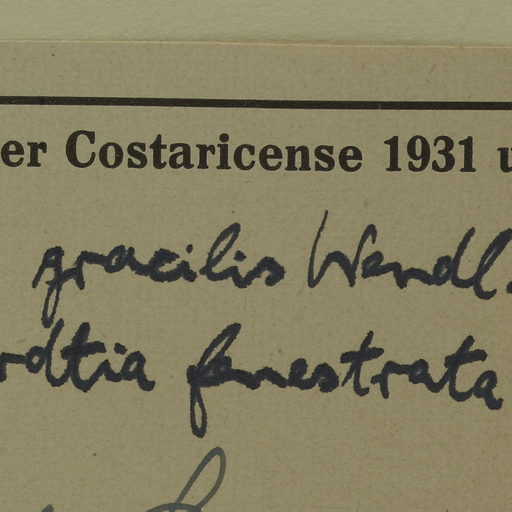 er Costaricense 1931 u
gracilis Wendl.
rdtia fenestrata